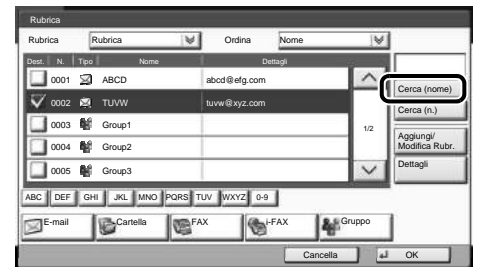 Rubrica
Rubrica Rubrica Ordina Nome
Dest. N. Tipo Nome Dettagli
0001 ABCD abcd@efg.com
0002 TUVW tuvw@xyz.com
0003 Group1
0004 Group2
0005 Group3
1/2
Cerca (nome)
Cerca (n.)
Aggiungi/
Modifica Rubr.
Dettagli
ABC DEF GHI JKL MNO PQRS TUV WXYZ 0-9
E-mail Cartella FAX i-FAX Gruppo
Cancella OK